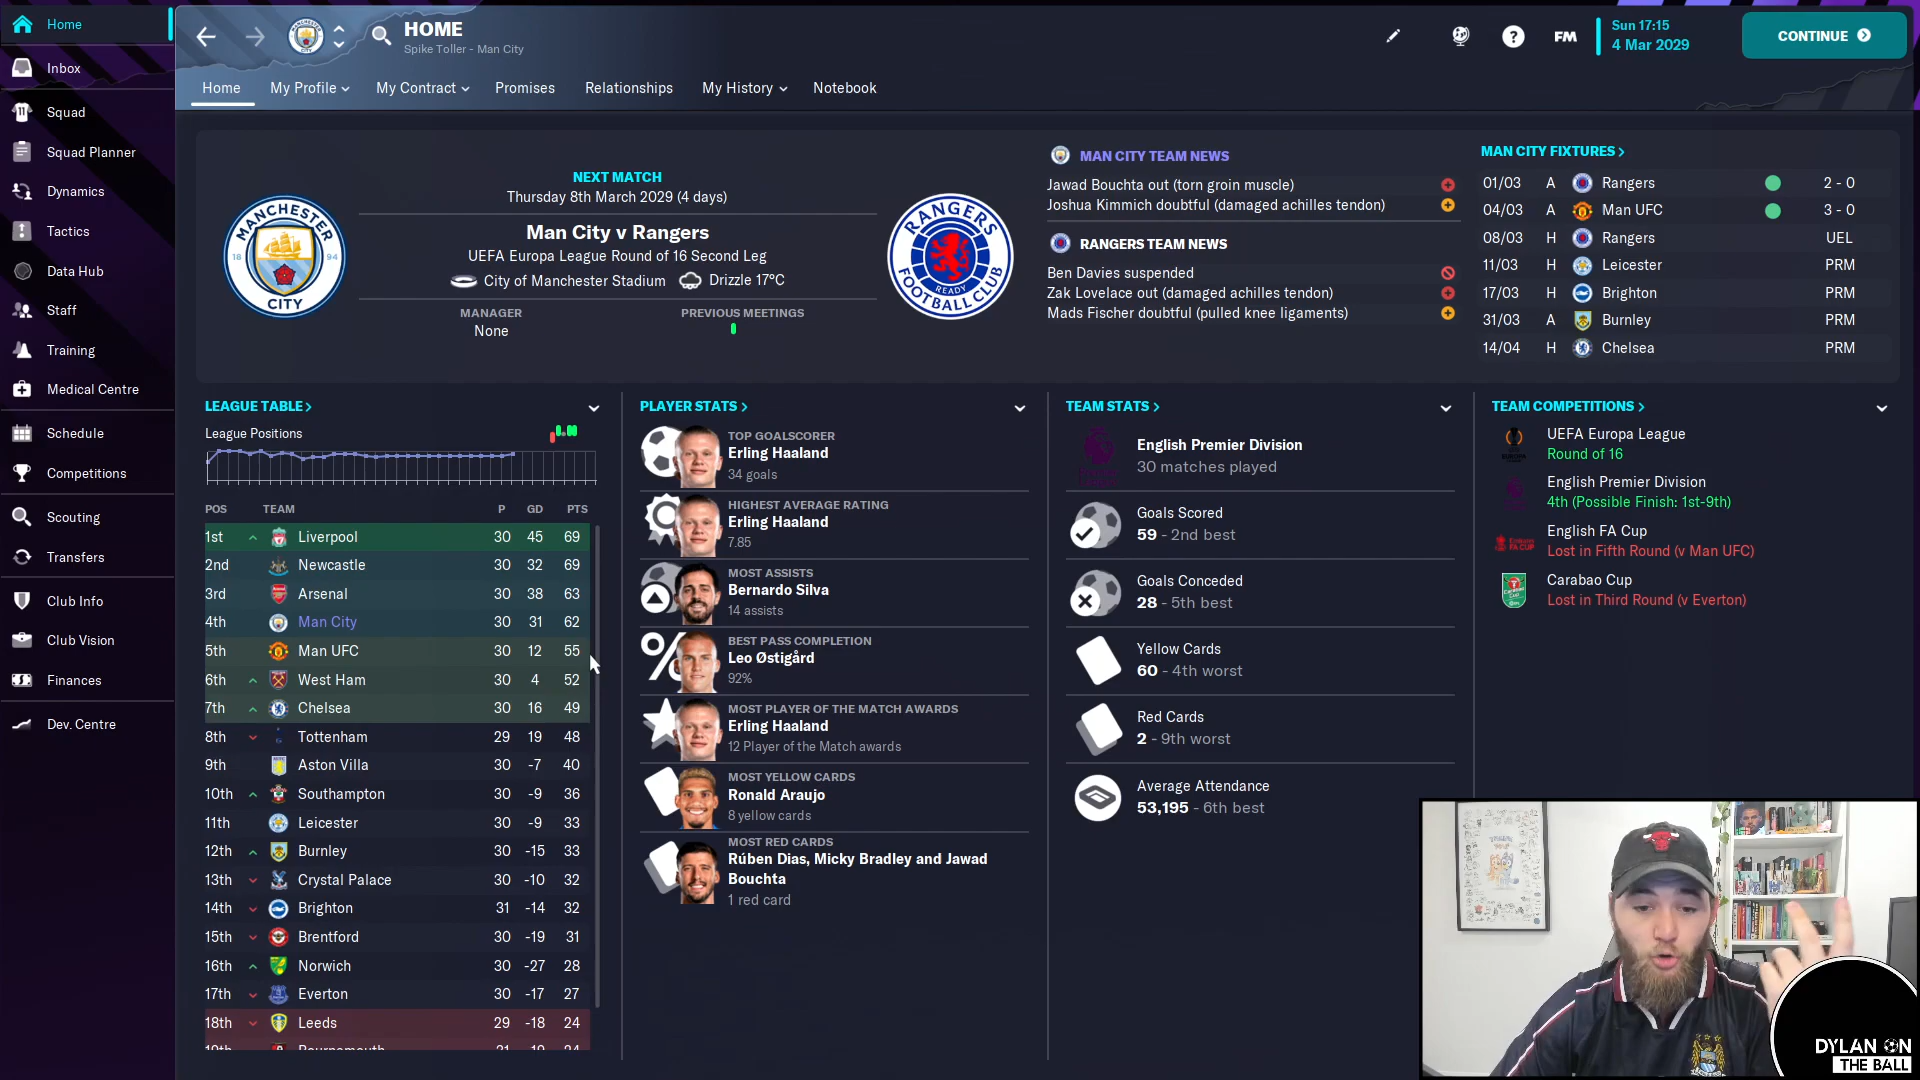 Home
Inbox
Squad
Squad Planner
Dynamics
Tactics
Data Hub
Staff
Training
Medical Centre
Schedule
Competitions
Scouting
Transfers
Club Info
Club Vision
Finances
Dev. Centre
HOME
Spike Toller - Man City
FM
Sun 17:15
4 Mar 2029
CONTINUE
Home My Profile My Contract Promises Relationships My History Notebook
MANCHESTER
18 94
CITY
NEXT MATCH
Thursday 8th March 2029 (4 days)
Man City v Rangers
UEFA Europa League Round of 16 Second Leg
City of Manchester Stadium Drizzle 17°C
MANAGER
None
PREVIOUS MEETINGS
RANGERS
READY
FOOTBALL CLUB
MAN CITY TEAM NEWS
Jawad Bouchta out (torn groin muscle)
Joshua Kimmich doubtful (damaged achilles tendon)
RANGERS TEAM NEWS
Ben Davies suspended
Zak Lovelace out (damaged achilles tendon)
Mads Fischer doubtful (pulled knee ligaments)
MAN CITY FIXTURES >
01/03 A Rangers 2 - 0
04/03 A Man UFC 3 - 0
08/03 H Rangers UEL
11/03 H Leicester PRM
17/03 H Brighton PRM
31/03 A Burnley PRM
14/04 H Chelsea PRM
LEAGUE TABLE >
League Positions
POS TEAM P GD PTS
1st Liverpool 30 45 69
2nd Newcastle 30 32 69
3rd Arsenal 30 38 63
4th Man City 30 31 62
5th Man UFC 30 12 55
6th West Ham 30 4 52
7th Chelsea 30 16 49
8th Tottenham 29 19 48
9th Aston Villa 30 -7 40
10th Southampton 30 -9 36
11th Leicester 30 -9 33
12th Burnley 30 -15 33
13th Crystal Palace 30 -10 32
14th Brighton 31 -14 32
15th Brentford 30 -19 31
16th Norwich 30 -27 28
17th Everton 30 -17 27
18th Leeds 29 -18 24
19th Bournemouth 31 -19 24
PLAYER STATS >
TOP GOALSCORER
Erling Haaland
34 goals
HIGHEST AVERAGE RATING
Erling Haaland
7.85
MOST ASSISTS
Bernardo Silva
14 assists
BEST PASS COMPLETION
Leo Østigård
92%
MOST PLAYER OF THE MATCH AWARDS
Erling Haaland
12 Player of the Match awards
MOST YELLOW CARDS
Ronald Araujo
8 yellow cards
MOST RED CARDS
Rúben Dias, Micky Bradley and Jawad
Bouchta
1 red card
TEAM STATS >
English Premier Division
30 matches played
Goals Scored
59 - 2nd best
Goals Conceded
28 - 5th best
Yellow Cards
60 - 4th worst
Red Cards
2 - 9th worst
Average Attendance
53,195 - 6th best
TEAM COMPETITIONS >
UEFA Europa League
Round of 16
English Premier Division
4th (Possible Finish: 1st-9th)
English FA Cup
Lost in Fifth Round (v Man UFC)
Carabao Cup
Lost in Third Round (v Everton)
DYLAN ON
THE BALL